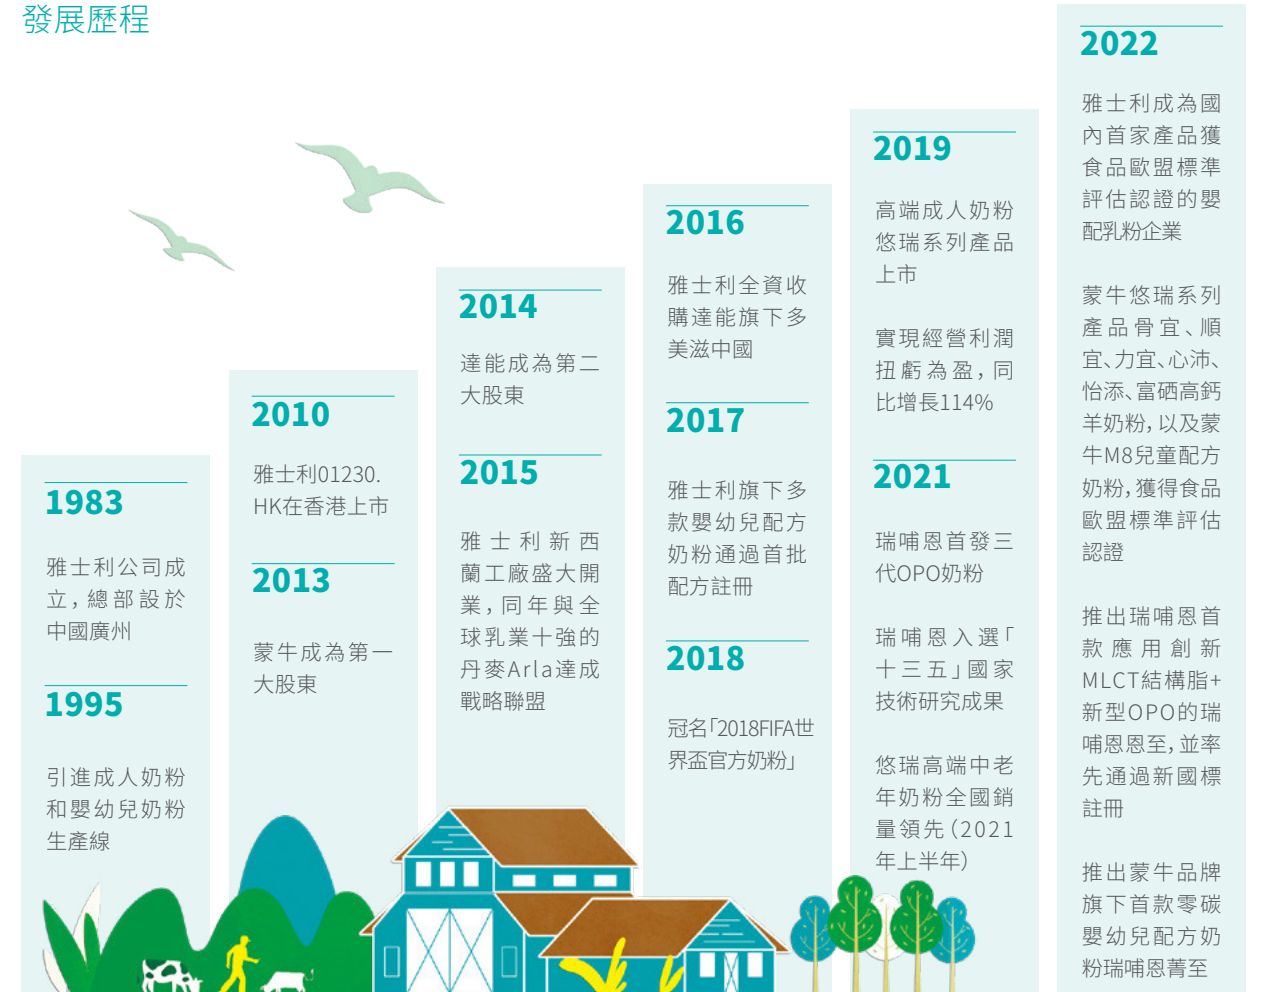 發展歷程
1983
雅士利公司成
立，總部設於
中國廣州
1995
引進成人奶粉
和嬰幼兒奶粉
生產線
2010
雅士利01230.
HK在香港上市
2013
蒙牛成為第一
大股東
2014
達能成為第二
大股東
2015
雅士利新西
蘭工廠盛大開
業，同年與全
球乳業十強的
丹麥Arla達成
戰略聯盟
2016
雅士利全資收
購達能旗下多
美滋中國
2017
雅士利旗下多
款嬰幼兒配方
奶粉通過首批
配方註冊
2018
冠名「2018FIFA世
界盃官方奶粉」
2019
高端成人奶粉
悠瑞系列產品
上市
實現經營利潤
扭虧為盈，同
比增長114%
2021
瑞哺恩首發三
代OPO奶粉
瑞哺恩入選「
十三五」國家
技術研究成果
悠瑞高端中老
年奶粉全國銷
量領先（2021
年上半年）
2022
雅士利成為國
內首家產品獲
食品歐盟標準
評估認證的嬰
配乳粉企業
蒙牛悠瑞系列
產品骨宜、順
宜、力宜、心沛、
怡添、富硒高鈣
羊奶粉，以及蒙
牛M8兒童配方
奶粉，獲得食品
歐盟標準評估
認證
推出瑞哺恩首
款應用創新
MLCT結構脂+
新型OPO的瑞
哺恩恩至，並率
先通過新國標
註冊
推出蒙牛品牌
旗下首款零碳
嬰幼兒配方奶
粉瑞哺恩菁至